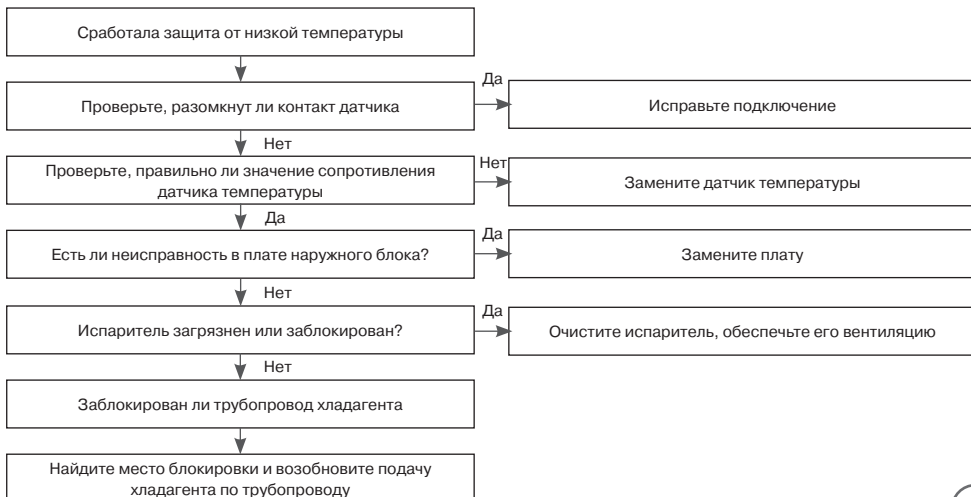 Сработала защита от низкой температуры
Да
Проверьте, разомкнут ли контакт датчика
Исправьте подключение
Нет
Проверьте, правильно ли значение сопротивления
датчика температуры
Нет
Замените датчик температуры
Да
Есть ли неисправность в плате наружного блока?
Да
Замените плату
Нет
Испаритель загрязнен или заблокирован?
Да
Очистите испаритель, обеспечьте его вентиляцию
Нет
Заблокирован ли трубопровод хладагента
Найдите место блокировки и возобновите подачу
хладагента по трубопроводу